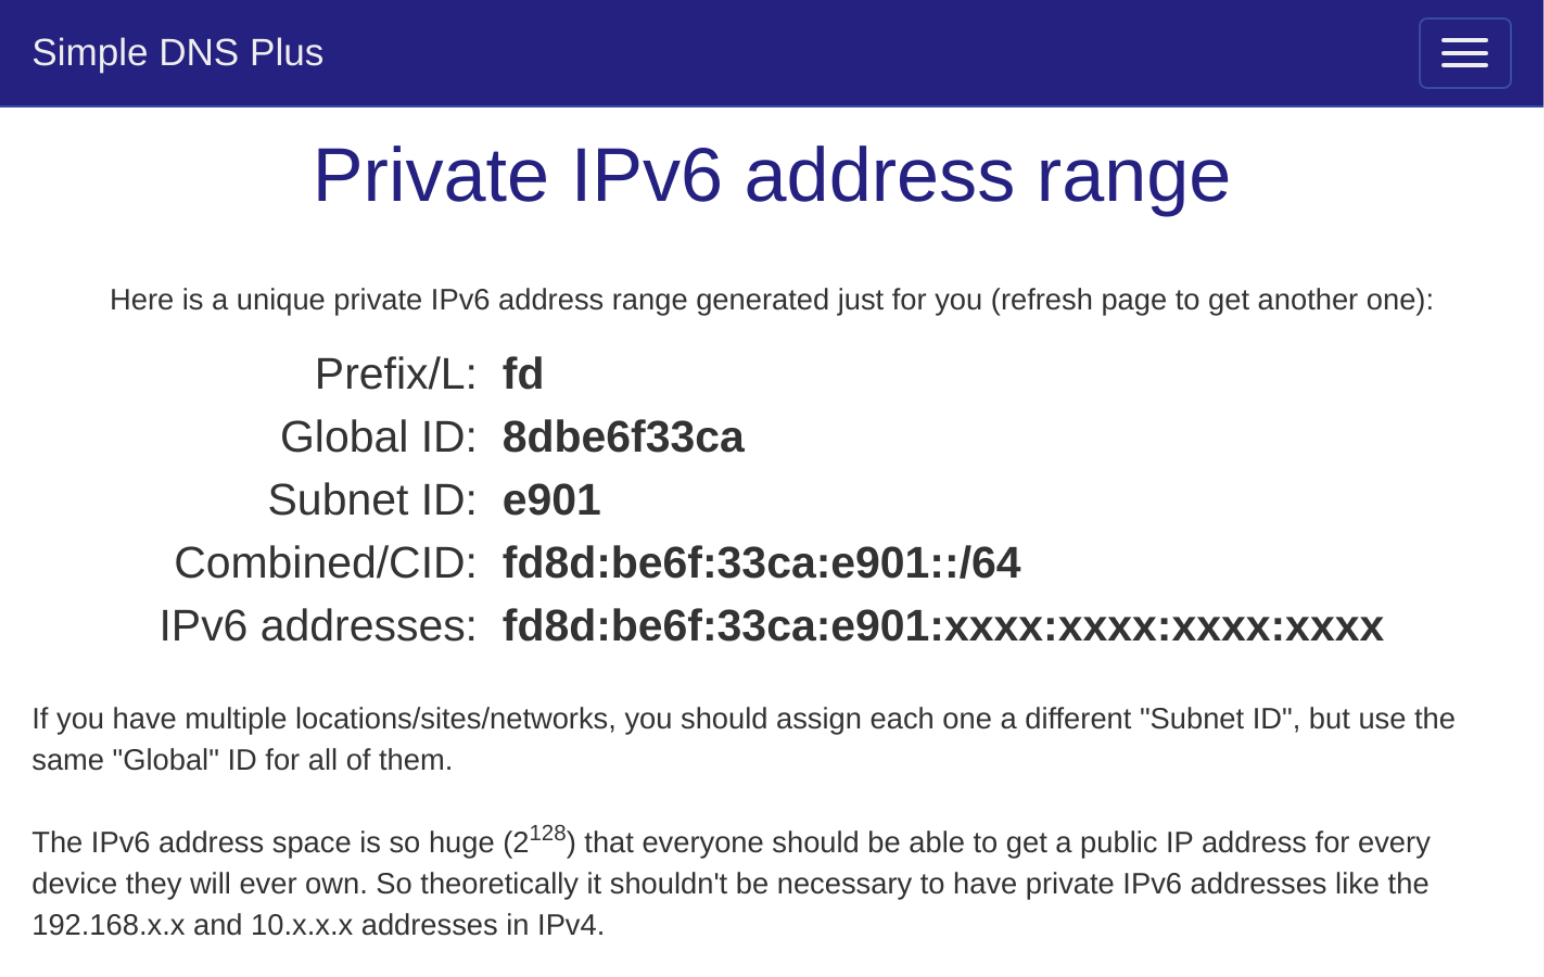 Simple DNS Plus
Private IPv6 address range
Here is a unique private IPv6 address range generated just for you (refresh page to get another one):
Prefix/L: fd
Global ID: 8dbe6f33ca
Subnet ID: e901
Combined/CID: fd8d:be6f:33ca:e901::/64
IPv6 addresses: fd8d:be6f:33ca:e901:xxxx:xxxx:xxxx:xxxx
If you have multiple locations/sites/networks, you should assign each one a different "Subnet ID", but use the
same "Global" ID for all of them.
The IPv6 address space is so huge (2^128) that everyone should be able to get a public IP address for every
device they will ever own. So theoretically it shouldn't be necessary to have private IPv6 addresses like the
192.168.x.x and 10.x.x.x addresses in IPv4.